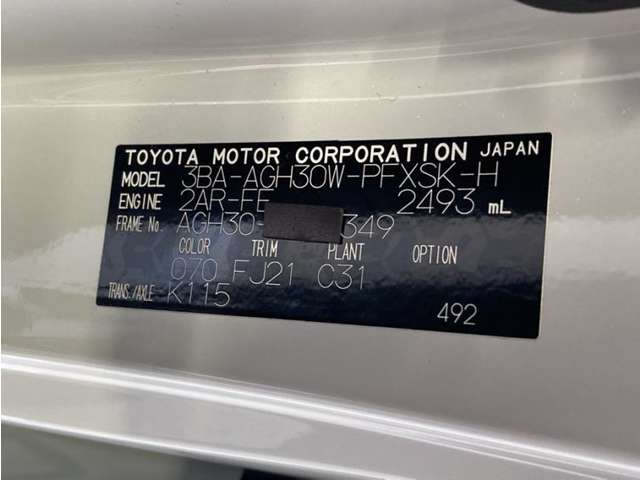 TOYOTA MOTOR CORPORATION JAPAN
MODEL 3BA-AGH30W-PFXSK-H
ENGINE 2AR-FE 2493 mL
FRAME No AGH30- 349
COLOR TRIM PLANT OPTION
070 FJ21 C31
TRANS./AXLE K115
492